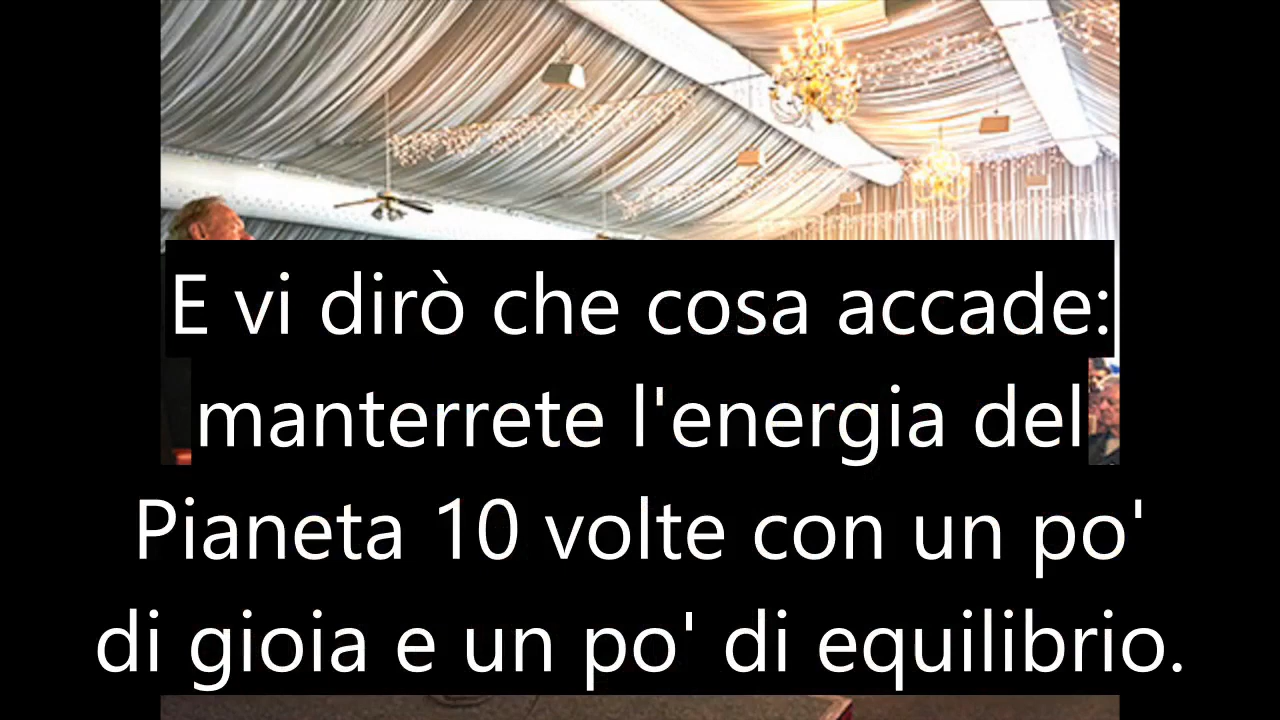 E vi dirò che cosa accade:
manterrete l'energia del
Pianeta 10 volte con un po'
di gioia e un po' di equilibrio.